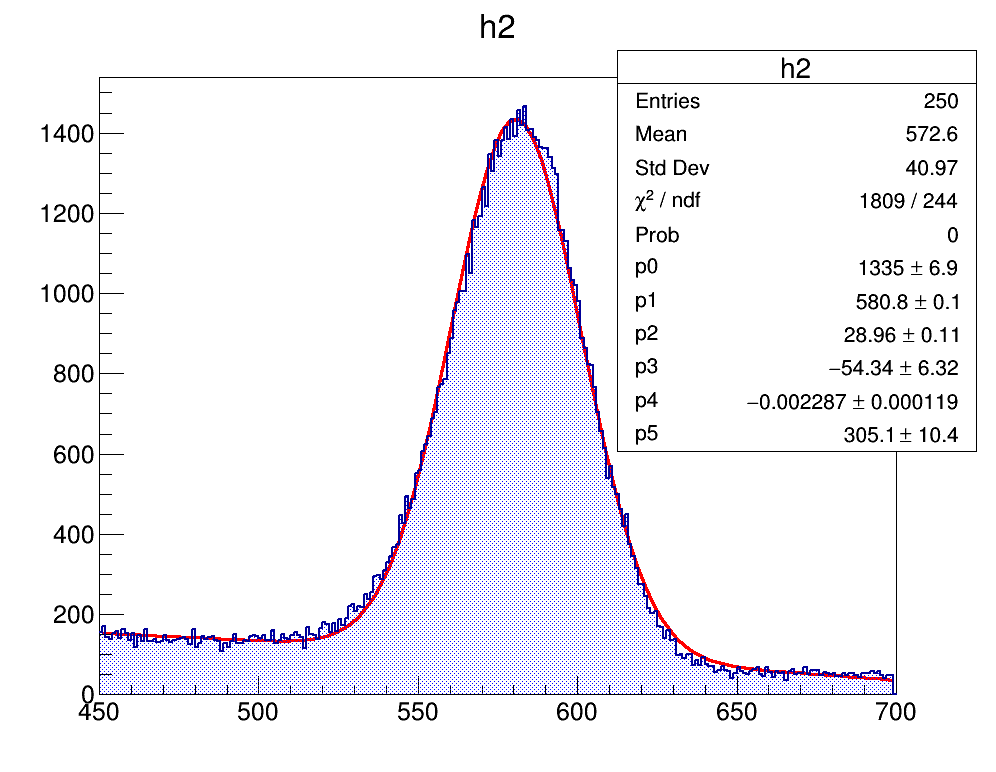 h2
h2
Entries 250
Mean 572.6
Std Dev 40.97
χ² / ndf 1809 / 244
Prob 0
p0 1335 ± 6.9
p1 580.8 ± 0.1
p2 28.96 ± 0.11
p3 −54.34 ± 6.32
p4 −0.002287 ± 0.000119
p5 305.1 ± 10.4
1400
1200
1000
800
600
400
200
0
450 500 550 600 650 700